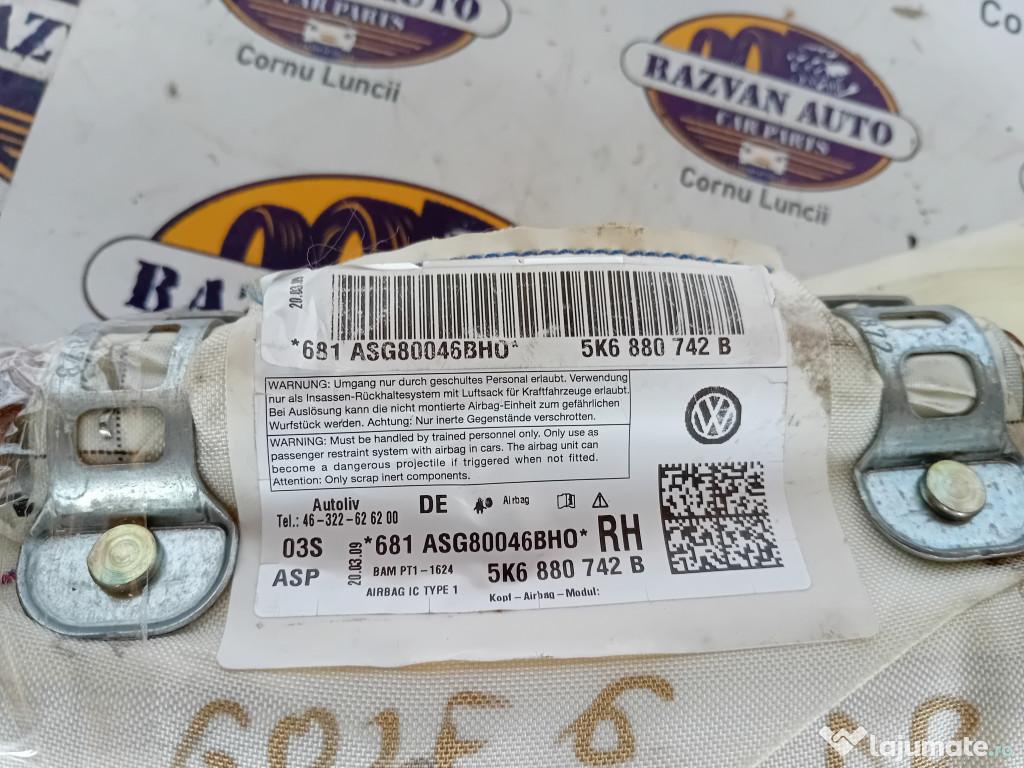 CAR PARTS
Cornu Luncii
RAZVAN AUTO
CAR PARTS
Cornu Luncii
20.03.09
*681 ASG80046BH0* 5K6 880 742 B
WARNING: Umgang nur durch geschultes Personal erlaubt. Verwendung
nur als Insassen-Rückhaltesystem mit Luftsack für Kraftfahrzeuge erlaubt.
Bei Auslösung kann die nicht montierte Airbag-Einheit zum gefährlichen
Wurfstück werden. Achtung: Nur inerte Gegenstände verschrotten.
WARNING: Must be handled by trained personnel only. Only use as
passenger restraint system with airbag in cars. The airbag unit can
become a dangerous projectile if triggered when not fitted.
Attention: Only scrap inert components.
Autoliv DE Airbag
Tel.: 46-322-62 62 00
03S 20.03.09 *681 ASG80046BH0* RH
ASP BAM PT1-1624 5K6 880 742 B
AIRBAG IC TYPE 1 Kopf-Airbag-Modul:
GOLF 6
lajumate.ro